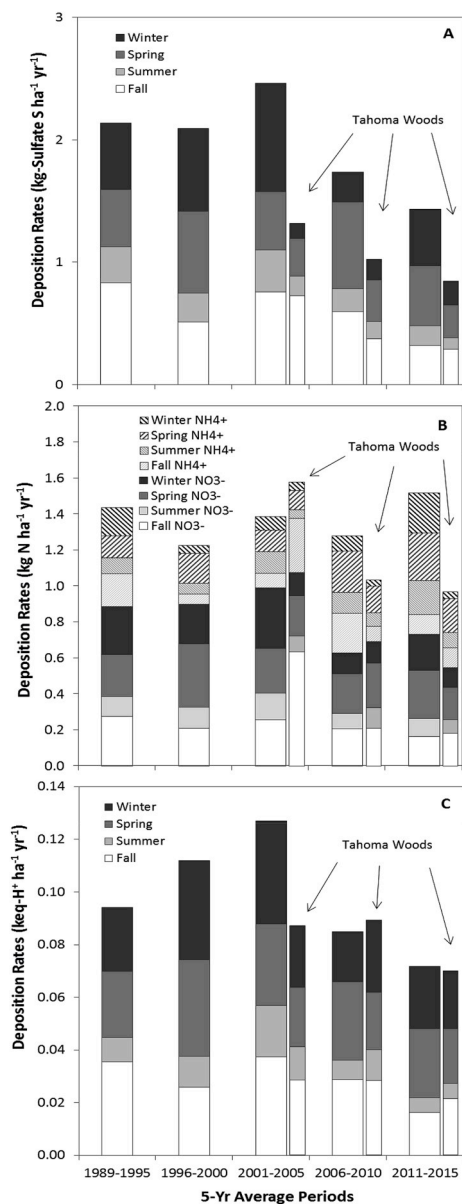 A
Deposition Rates (kg-Sulfate S ha-1 yr-1)
3
2
1
0
Winter
Spring
Summer
Fall
Tahoma Woods
B
Deposition Rates (kg N ha-1 yr-1)
2.0
1.8
1.6
1.4
1.2
1.0
0.8
0.6
0.4
0.2
0.0
Winter NH4+
Spring NH4+
Summer NH4+
Fall NH4+
Winter NO3-
Spring NO3-
Summer NO3-
Fall NO3-
Tahoma Woods
C
Deposition Rates (keq-H+ ha-1 yr-1)
0.14
0.12
0.10
0.08
0.06
0.04
0.02
0.00
Winter
Spring
Summer
Fall
Tahoma Woods
1989-1995 1996-2000 2001-2005 2006-2010 2011-2015
5-Yr Average Periods